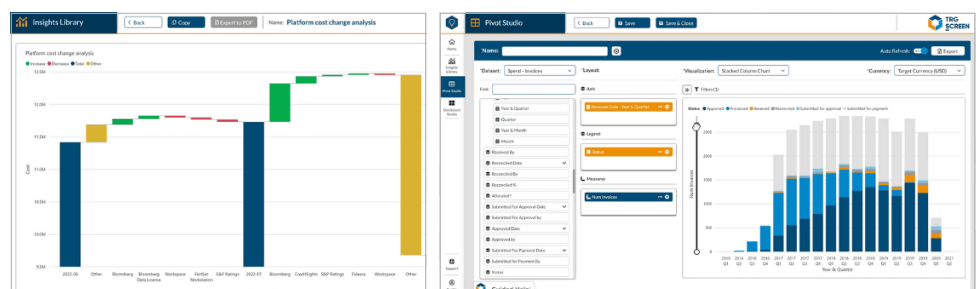 Insights Library
< Back
Copy
Export to PDF
Name: Platform cost change analysis
Platform cost change analysis
Increase Decrease Total Other
12.5M
12.0M
11.5M
11.0M
10.0M
9.5M
Cost
2022-06 Other Bloomberg Bloomberg Data License Workspace FactSet Workstation S&P Ratings 2022-07 Bloomberg CreditSights S&P Ratings Workspace Other
Pivot Studio
< Back
Save
Save & Close
TRG
SCREEN
Home
Insights
Library
Pivot Studio
Dashboard
Studio
Support
Name:
Auto Refresh:
Export
*Dataset: Spend - Invoices
*Layout:
*Visualization: Stacked Column Chart
*Currency: Target Currency (USD)
Find:
Year & Quarter
Quarter
Year & Month
Month
Received By
Reconciled Date
Reconciled By
Reconciled %
Allocated?
Submitted For Approval Date
Submitted For Approval by
Approved Date
Approved by
Submitted For Payment Date
Submitted for Payment By
Status
Axis
Received Date - Year & Quarter
Legend
Status
Measures
Num Invoices
Filters
Status Approved Processed Received Reconciled Submitted for approval Submitted for payment
2500
2000
1500
1000
500
0
Num Invoices
Year & Quarter